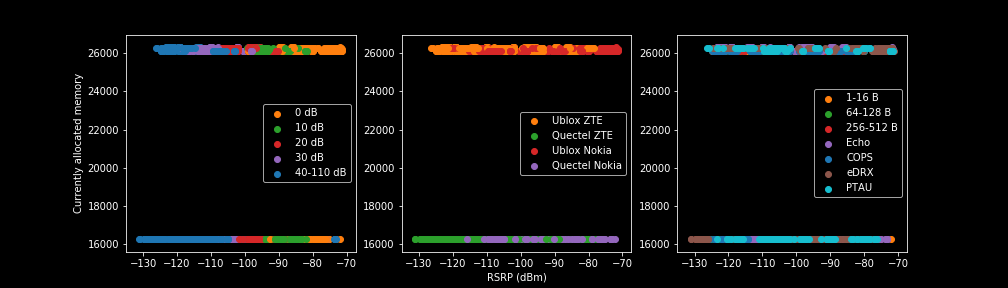 Currently allocated memory
26000
24000
22000
20000
18000
16000
−130 −120 −110 −100 −90 −80 −70
0 dB
10 dB
20 dB
30 dB
40-110 dB
26000
24000
22000
20000
18000
16000
−130 −120 −110 −100 −90 −80 −70
RSRP (dBm)
Ublox ZTE
Quectel ZTE
Ublox Nokia
Quectel Nokia
26000
24000
22000
20000
18000
16000
−130 −120 −110 −100 −90 −80 −70
1-16 B
64-128 B
256-512 B
Echo
COPS
eDRX
PTAU